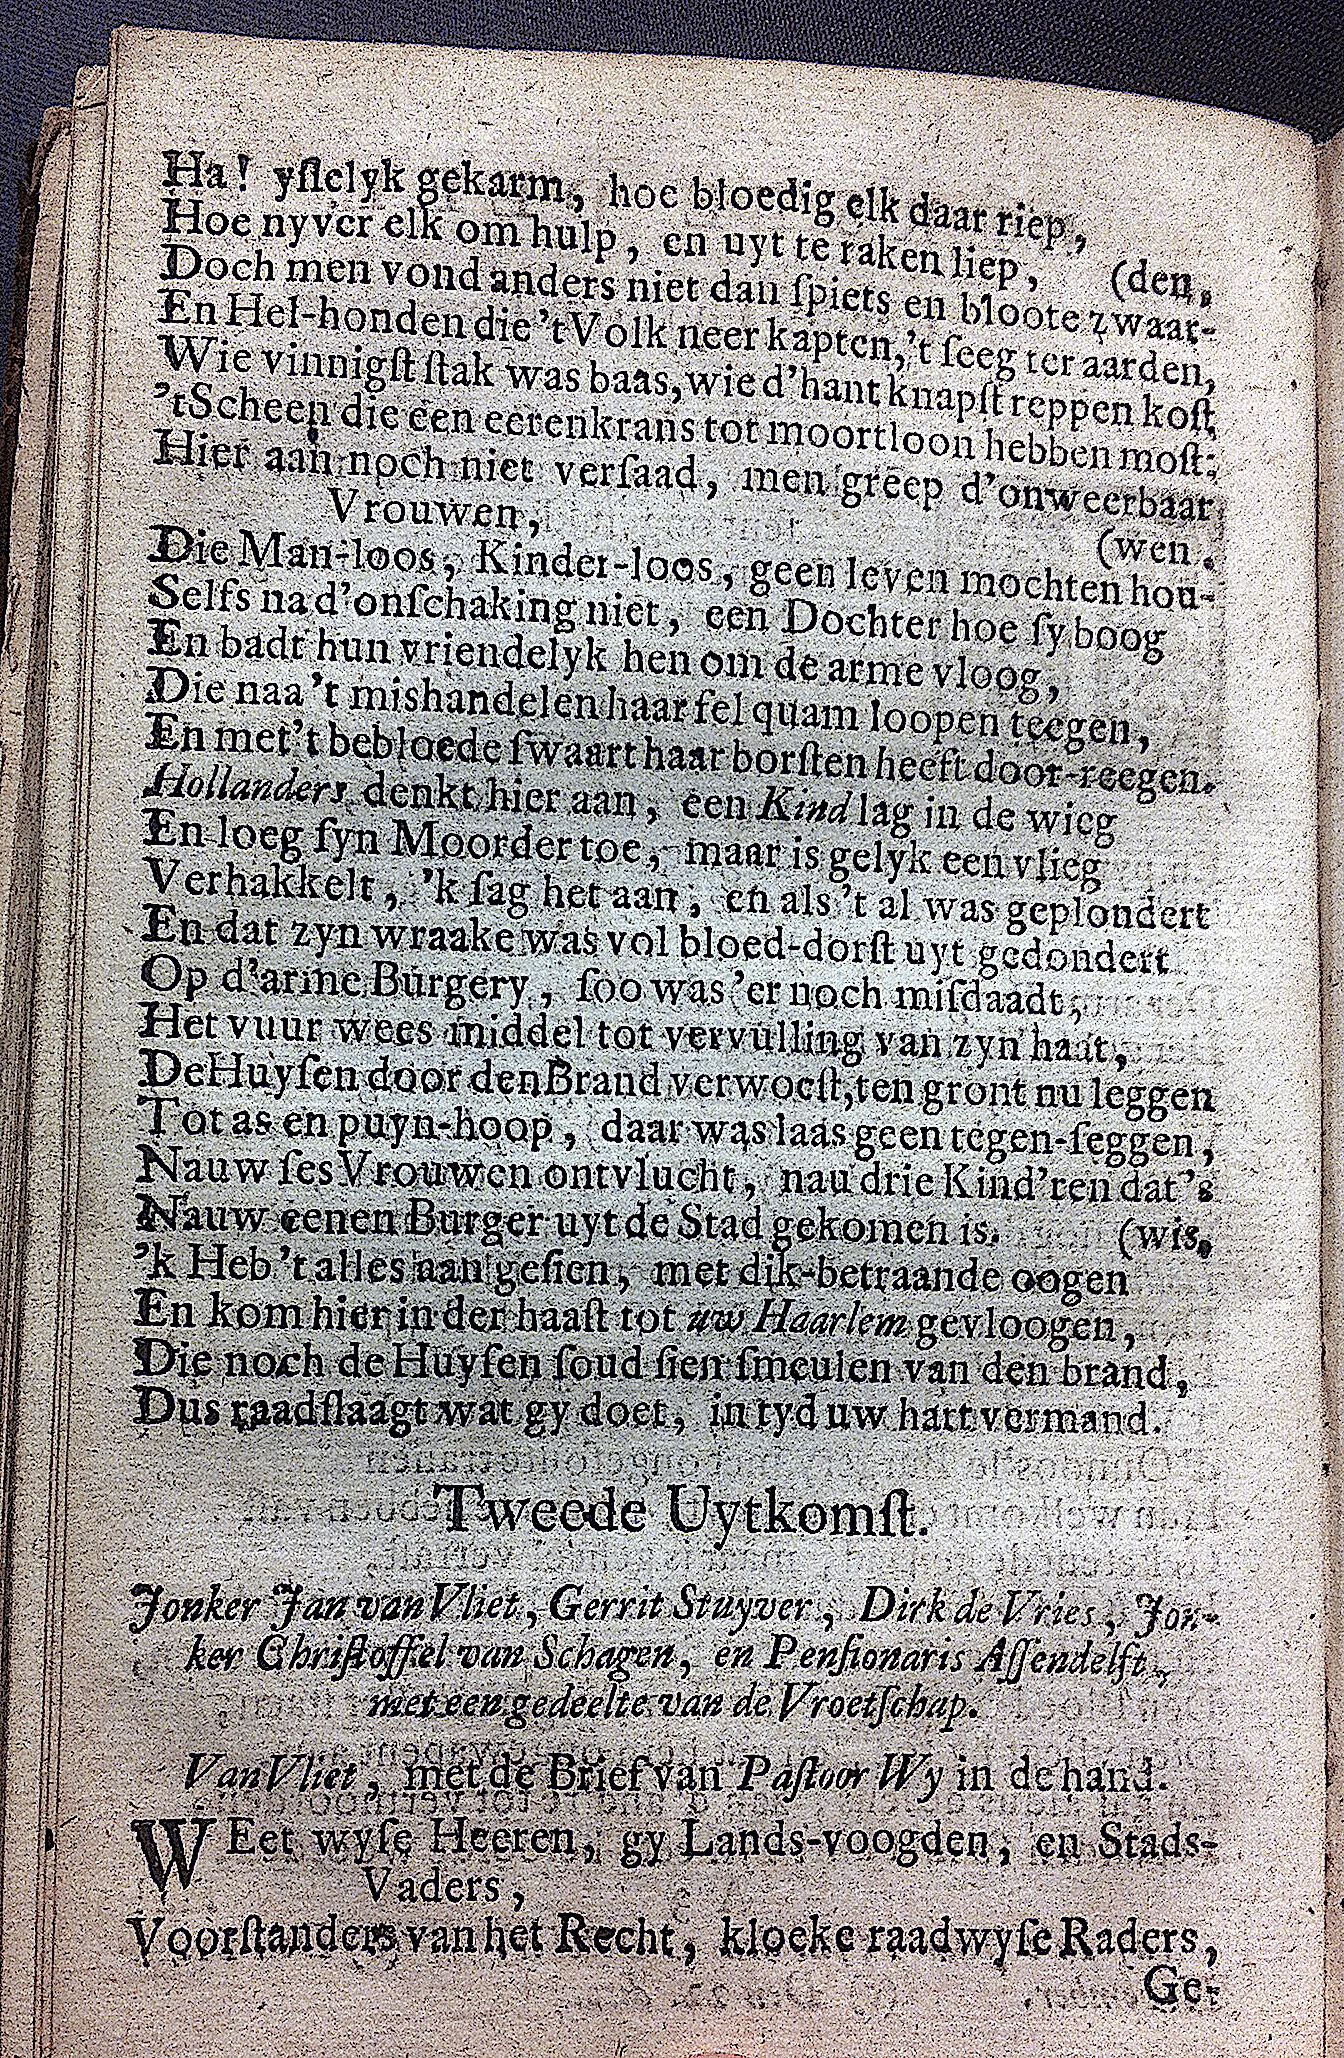 Ha! yſlelyk gekarm, hoe bloedig elk daar riep,
Hoe nyver elk om hulp, en uyt te raken liep, (den,
Doch men vond anders niet dan ſpiets en bloote zwaar-
En Hel-honden die 't Volk neer kapten, 't ſeeg ter aarden,
Wie vinnigſt ſtak was baas, wie d'hant knapſt reppen koſt,
'tScheen die een eerenkrans tot moortloon hebben moſt:
Hier aan noch niet verſaad, men greep d'onweerbaar
Vrouwen, (wen.
Die Man-loos, Kinder-loos, geen leven mochten hou-
Selfs na d'onſchaking niet, een Dochter hoe ſy boog
En badt hun vriendelyk hen om de arme vloog,
Die naa 't mishandelen haar fel quam loopen teegen,
En met 't bebloede ſwaart haar borſten heeft door-reegen.
Hollanders denkt hier aan, een Kind lag in de wieg
En loeg ſyn Moorder toe, maar is gelyk een vlieg
Verhakkelt, 'k ſag het aan, en als 't al was geplondert
En dat zyn wraake was vol bloed-dorſt uyt gedondert
Op d'arme Burgery, ſoo was 'er noch miſdaadt,
Het vuur wees middel tot vervulling van zyn haat,
De Huyſen door den Brand verwoeſt, ten gront nu leggen
Tot as en puyn-hoop, daar was laas geen tegen-ſeggen,
Nauw ſes Vrouwen ontvlucht, nau drie Kind'ren dat's
Nauw eenen Burger uyt de Stad gekomen is. (wis,
'k Heb 't alles aan geſien, met dik-betraande oogen
En kom hier in der haaſt tot uw Haarlem gevloogen,
Die noch de Huyſen ſoud ſien ſmeulen van den brand,
Dus raadſlaagt wat gy doet, in tyd uw hart vermand.
Tweede Uytkomſt.
Jonker Jan van Vliet, Gerrit Stuyver, Dirk de Vries, Jon-
ker Chriſtoffel van Schagen, en Penſionaris Aſſendelft,
met een gedeelte van de Vroetſchap.
Van Vliet, met de Brief van Paſtoor Wy in de hand.
WEet wyſe Heeren, gy Lands-voogden, en Stads-
Vaders,
Voorſtanders van het Recht, kloeke raadwyſe Raders,
Ge-